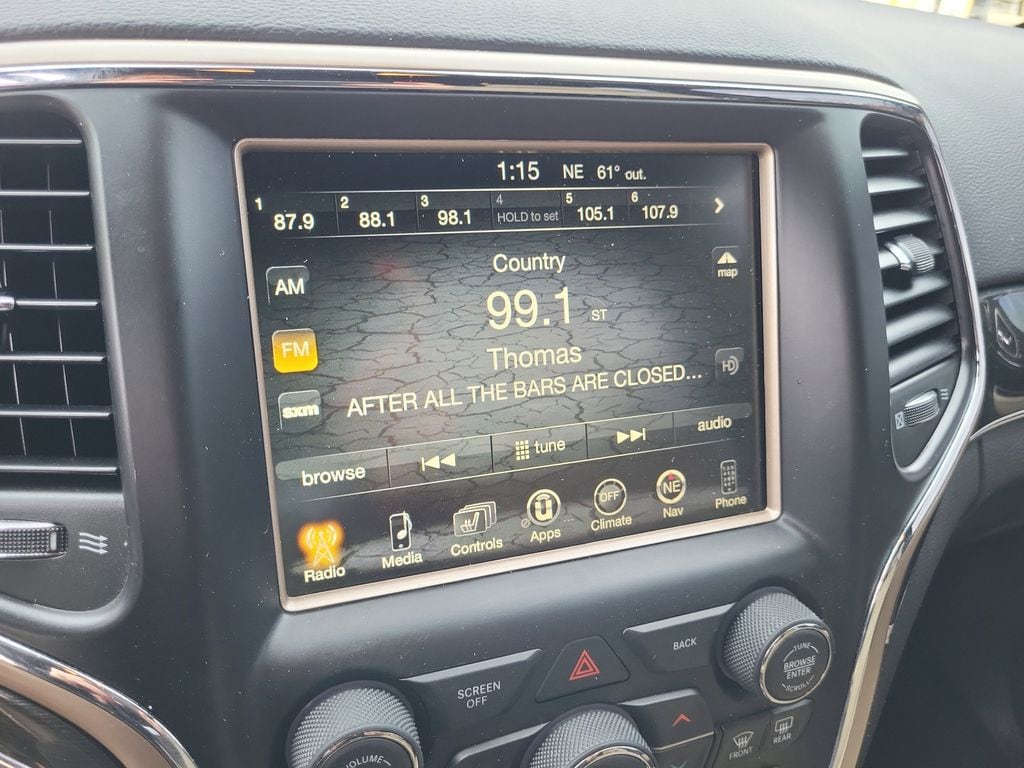 1:15 NE 61° out.
1 87.9 2 88.1 3 98.1 4 HOLD to set 5 105.1 6 107.9
Country
map
AM
99.1 ST
FM
Thomas
HD
AFTER ALL THE BARS ARE CLOSED...
sxm
browse tune audio
Radio Media Controls Apps OFF Climate NE Nav Phone
BACK
TUNE
BROWSE
ENTER
SCROLL
SCREEN
OFF
VOLUME
FRONT REAR